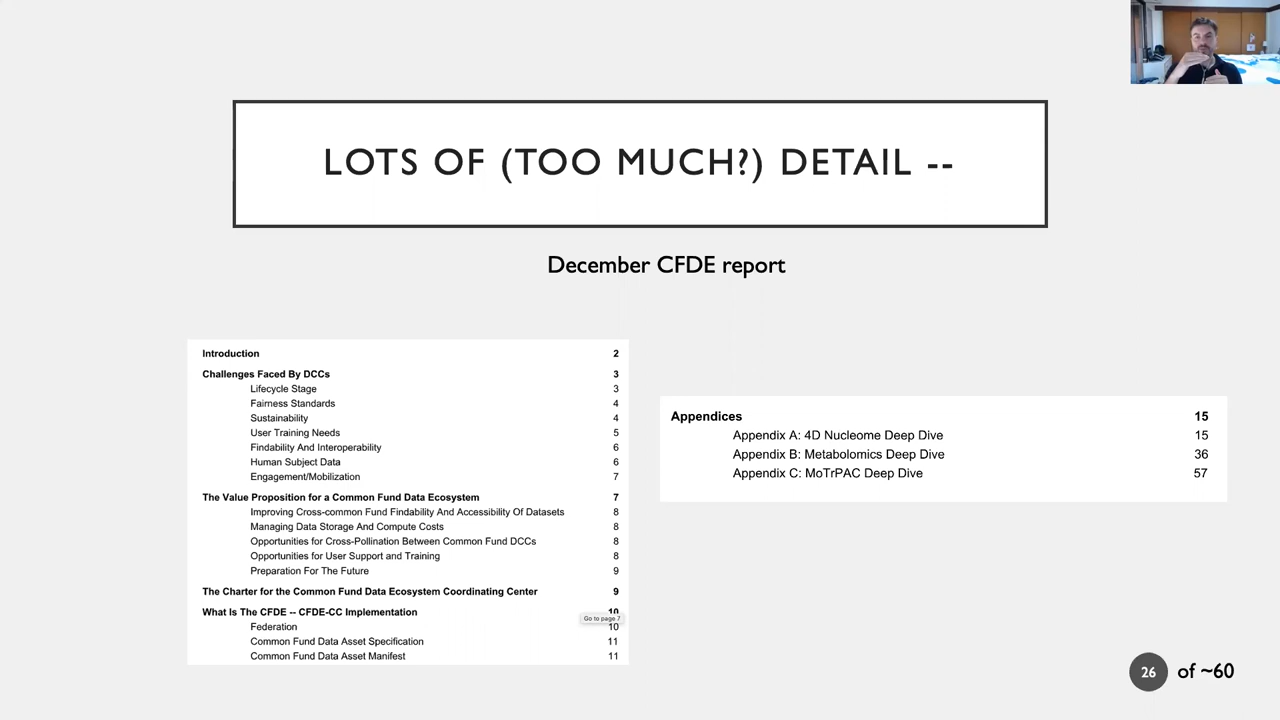 LOTS OF (TOO MUCH?) DETAIL --
December CFDE report
Introduction 2
Challenges Faced By DCCs 3
Lifecycle Stage 3
Fairness Standards 4
Sustainability 4
User Training Needs 5
Findability And Interoperability 6
Human Subject Data 6
Engagement/Mobilization 7
The Value Proposition for a Common Fund Data Ecosystem 7
Improving Cross-common Fund Findability And Accessibility Of Datasets 8
Managing Data Storage And Compute Costs 8
Opportunities for Cross-Pollination Between Common Fund DCCs 8
Opportunities for User Support and Training 8
Preparation For The Future 9
The Charter for the Common Fund Data Ecosystem Coordinating Center 9
What Is The CFDE -- CFDE-CC Implementation 10
Go to page 7
Federation 10
Common Fund Data Asset Specification 11
Common Fund Data Asset Manifest 11
Appendices 15
Appendix A: 4D Nucleome Deep Dive 15
Appendix B: Metabolomics Deep Dive 36
Appendix C: MoTrPAC Deep Dive 57
26 of ~60